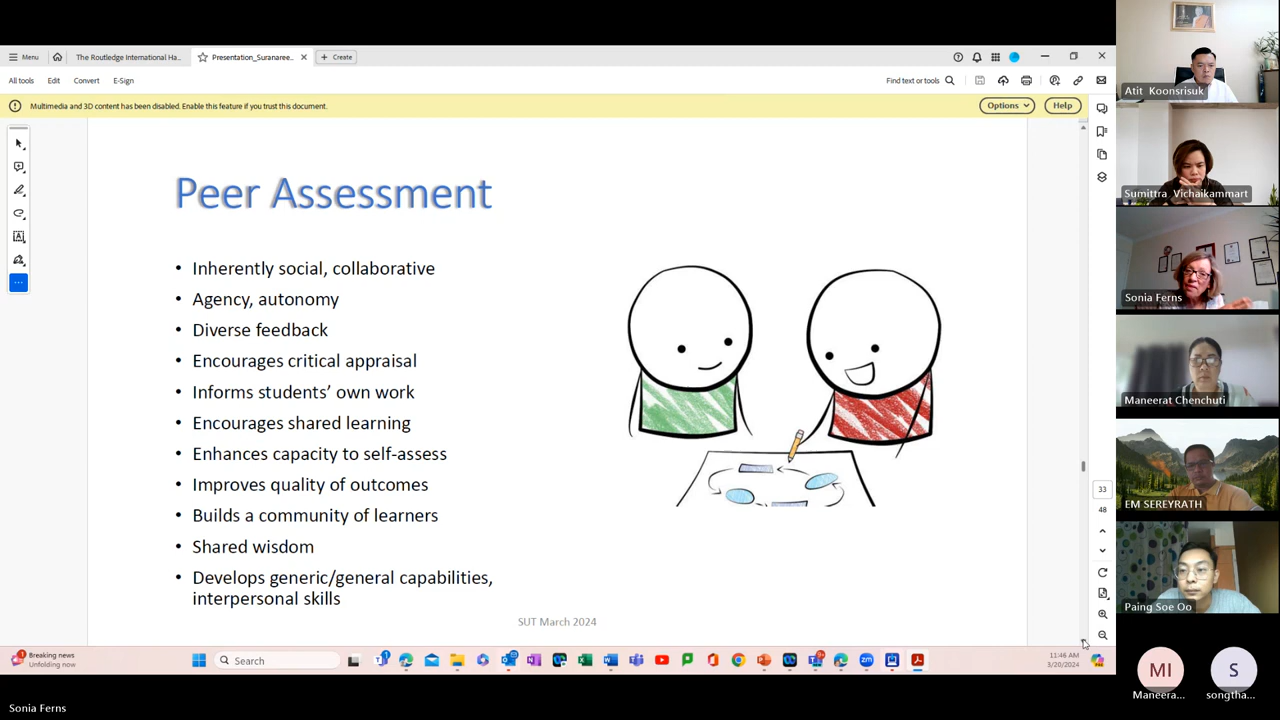 Menu
The Routledge International Ha...
Presentation_Suranaree...
Create
All tools
Edit
Convert
E-Sign
Find text or tools
Multimedia and 3D content has been disabled. Enable this feature if you trust this document.
Options
Help
Peer Assessment
• Inherently social, collaborative
• Agency, autonomy
• Diverse feedback
• Encourages critical appraisal
• Informs students’ own work
• Encourages shared learning
• Enhances capacity to self-assess
• Improves quality of outcomes
• Builds a community of learners
• Shared wisdom
• Develops generic/general capabilities,
interpersonal skills
SUT March 2024
33
48
Breaking news
Unfolding now
Search
11:46 AM
3/20/2024
Atit Koonsrisuk
Sumittra Vichaikammart
Sonia Ferns
Maneerat Chenchuti
EM SEREYRATH
Paing Soe Oo
MI
Maneera...
S
songtha...
Sonia Ferns